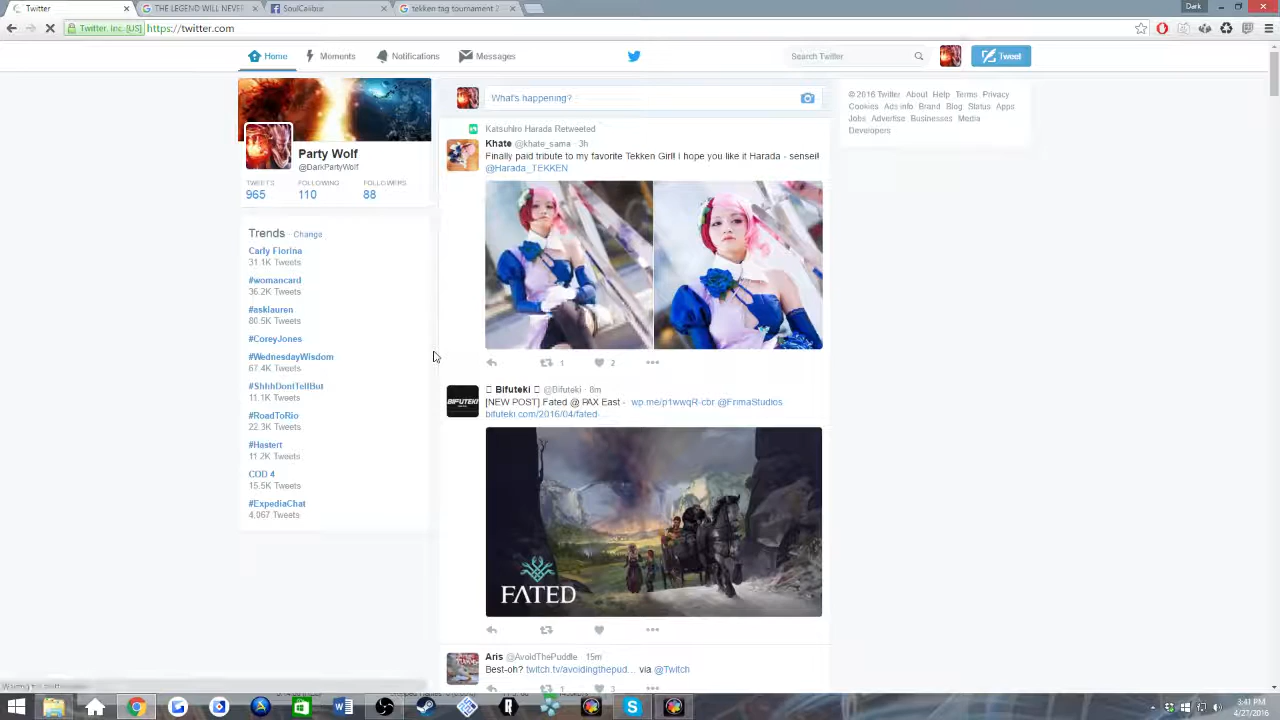 Twitter
THE LEGEND WILL NEVER
SoulCalibur
tekken tag tournament 2
Dark
Twitter, Inc. [US] https://twitter.com
Home
Moments
Notifications
Messages
Search Twitter
Tweet
What's happening?
Party Wolf
@DarkPartyWolf
TWEETS FOLLOWING FOLLOWERS
965 110 88
Trends · Change
Carly Fiorina
31.1K Tweets
#womancard
36.2K Tweets
#asklauren
80.5K Tweets
#CoreyJones
#WednesdayWisdom
67.4K Tweets
#ShhhDontTellBut
11.1K Tweets
#RoadToRio
22.3K Tweets
#Hastert
11.2K Tweets
COD 4
15.5K Tweets
#ExpediaChat
4,067 Tweets
Katsuhiro Harada Retweeted
Khate @khate_sama · 3h
Finally paid tribute to my favorite Tekken Girl! I hope you like it Harada - sensei!
@Harada_TEKKEN
1 2
Bifuteki @Bifuteki · 8m
[NEW POST] Fated @ PAX East - wp.me/p1wwqR-cbr @FrimaStudios
bifuteki.com/2016/04/fated-...
BIFUTEKI
FATED
Aris @AvoidThePuddle · 15m
Best-oh? twitch.tv/avoidingthepud... via @Twitch
1 3
© 2016 Twitter About Help Terms Privacy
Cookies Ads info Brand Blog Status Apps
Jobs Advertise Businesses Media
Developers
3:41 PM
4/27/2016